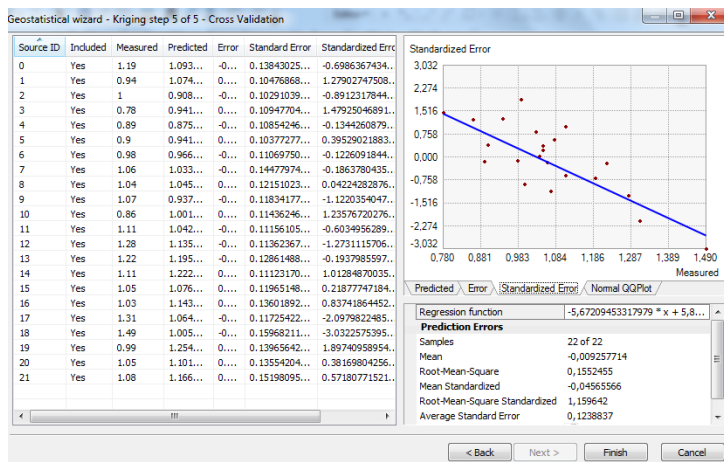 Geostatistical wizard - Kriging step 5 of 5 - Cross Validation
Source ID Included Measured Predicted Error Standard Error Standardized Errc
0 Yes 1.19 1.093... -0... 0.13843025... -0.6986367434...
1 Yes 0.94 1.074... 0.... 0.10476868... 1.27902747508...
2 Yes 1 0.908... -0... 0.10291039... -0.8912317844...
3 Yes 0.78 0.941... 0.... 0.10947704... 1.47925046891...
4 Yes 0.89 0.875... -0... 0.10854246... -0.1344260879...
5 Yes 0.9 0.941... 0.... 0.10377277... 0.39529021883...
6 Yes 0.98 0.966... -0... 0.11069750... -0.1226091844...
7 Yes 1.06 1.033... -0... 0.14477974... -0.1863780435...
8 Yes 1.04 1.045... 0.... 0.12151023... 0.04224282876...
9 Yes 1.07 0.937... -0... 0.11834177... -1.1220354047...
10 Yes 0.86 1.001... 0.... 0.11436246... 1.23576720276...
11 Yes 1.11 1.042... -0... 0.11156105... -0.6034956289...
12 Yes 1.28 1.135... -0... 0.11362367... -1.2731115706...
13 Yes 1.22 1.195... -0... 0.12861488... -0.1937985597...
14 Yes 1.11 1.222... 0.... 0.11123170... 1.01284870035...
15 Yes 1.05 1.076... 0.... 0.11965148... 0.21877747184...
16 Yes 1.03 1.143... 0.... 0.13601892... 0.83741864452...
17 Yes 1.31 1.064... -0... 0.11725422... -2.0979822485...
18 Yes 1.49 1.005... -0... 0.15968211... -3.0322575395...
19 Yes 0.99 1.254... 0.... 0.13965642... 1.89740958954...
20 Yes 1.05 1.101... 0.... 0.13554204... 0.38169804256...
21 Yes 1.08 1.166... 0.... 0.15198095... 0.57180771521...
Standardized Error
3,032
2,274
1,516
0,758
0,000
-0,758
-1,516
-2,274
-3,032
0,780 0,881 0,983 1,084 1,186 1,287 1,389 1,490
Measured
Predicted Error Standardized Error Normal QQPlot
Regression function -5,67209453317979 * x + 5,8...
Prediction Errors
Samples 22 of 22
Mean -0,009257714
Root-Mean-Square 0,1552455
Mean Standardized -0,04565566
Root-Mean-Square Standardized 1,159642
Average Standard Error 0,1238837
< Back Next > Finish Cancel